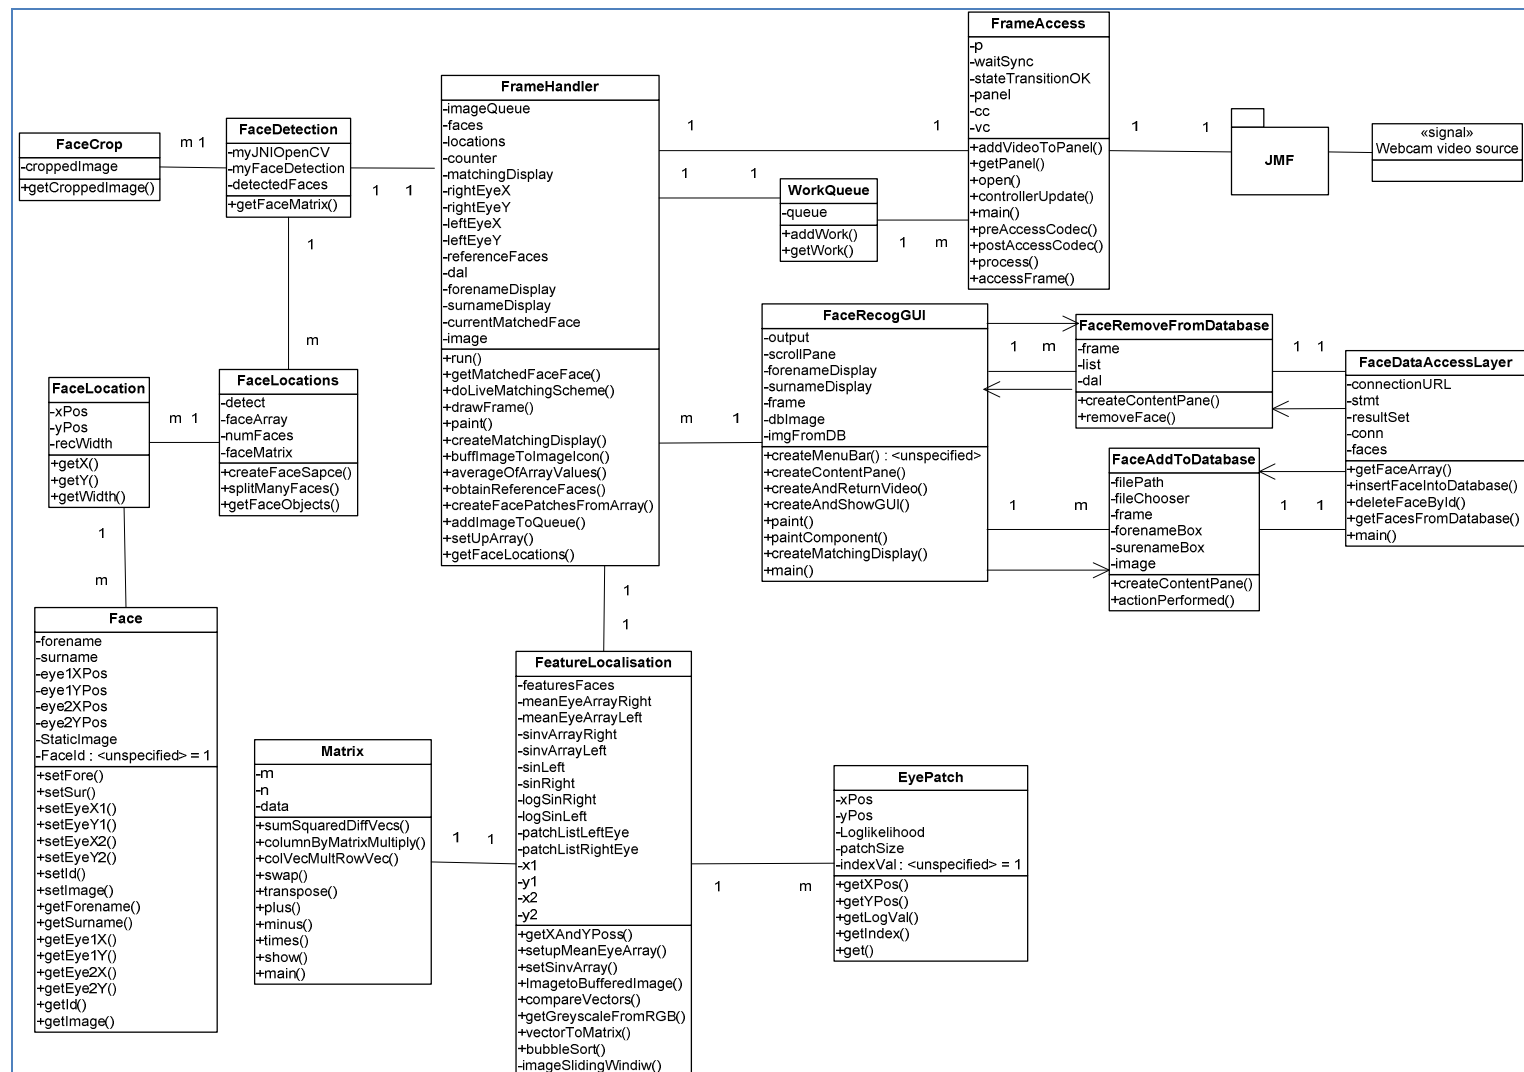 FrameAccess
-p
-waitSync
-stateTransitionOK
-panel
-cc
-vc
+addVideoToPanel()
+getPanel()
+open()
+controllerUpdate()
+main()
+preAccessCodec()
+postAccessCodec()
+process()
+accessFrame()
FrameHandler
-imageQueue
-faces
-locations
-counter
-matchingDisplay
-rightEyeX
-rightEyeY
-leftEyeX
-leftEyeY
-referenceFaces
-dal
-forenameDisplay
-surnameDisplay
-currentMatchedFace
-image
+run()
+getMatchedFaceFace()
+doLiveMatchingScheme()
+drawFrame()
+paint()
+createMatchingDisplay()
+buffImageToImageIcon()
+averageOfArrayValues()
+obtainReferenceFaces()
+createFacePatchesFromArray()
+addImageToQueue()
+setUpArray()
+getFaceLocations()
FaceCrop
-croppedImage
+getCroppedImage()
m 1
FaceDetection
-myJNIOpenCV
-myFaceDetection
-detectedFaces
+getFaceMatrix()
1 1
1 1
1 1
1 1
JMF
«signal»
Webcam video source
WorkQueue
-queue
+addWork()
+getWork()
1 m
1
m
FaceLocation
-xPos
-yPos
-recWidth
+getX()
+getY()
+getWidth()
m 1
FaceLocations
-detect
-faceArray
-numFaces
-faceMatrix
+createFaceSapce()
+splitManyFaces()
+getFaceObjects()
m 1
FaceRecogGUI
-output
-scrollPane
-forenameDisplay
-surnameDisplay
-frame
-dbImage
-imgFromDB
+createMenuBar() : <unspecified>
+createContentPane()
+createAndReturnVideo()
+createAndShowGUI()
+paint()
+paintComponent()
+createMatchingDisplay()
+main()
1 m
FaceRemoveFromDatabase
-frame
-list
-dal
+createContentPane()
+removeFace()
1 1
FaceDataAccessLayer
-connectionURL
-stmt
-resultSet
-conn
-faces
+getFaceArray()
+insertFaceIntoDatabase()
+deleteFaceById()
+getFacesFromDatabase()
+main()
1 m
FaceAddToDatabase
-filePath
-fileChooser
-frame
-forenameBox
-surenameBox
-image
+createContentPane()
+actionPerformed()
1 1
1
m
Face
-forename
-surname
-eye1XPos
-eye1YPos
-eye2XPos
-eye2YPos
-StaticImage
-FaceId : <unspecified> = 1
+setFore()
+setSur()
+setEyeX1()
+setEyeY1()
+setEyeX2()
+setEyeY2()
+setId()
+setImage()
+getForename()
+getSurname()
+getEye1X()
+getEye1Y()
+getEye2X()
+getEye2Y()
+getId()
+getImage()
1
1
FeatureLocalisation
-featuresFaces
-meanEyeArrayRight
-meanEyeArrayLeft
-sinvArrayRight
-sinvArrayLeft
-sinLeft
-sinRight
-logSinRight
-logSinLeft
-patchListLeftEye
-patchListRightEye
-x1
-y1
-x2
-y2
+getXAndYPoss()
+setupMeanEyeArray()
+setSinvArray()
+ImagetoBufferedImage()
+compareVectors()
+getGreyscaleFromRGB()
+vectorToMatrix()
+bubbleSort()
-imageSlidingWindiw()
Matrix
-m
-n
-data
+sumSquaredDiffVecs()
+columnByMatrixMultiply()
+colVecMultRowVec()
+swap()
+transpose()
+plus()
+minus()
+times()
+show()
+main()
1 1
1 m
EyePatch
-xPos
-yPos
-Loglikelihood
-patchSize
-indexVal : <unspecified> = 1
+getXPos()
+getYPos()
+getLogVal()
+getIndex()
+get()